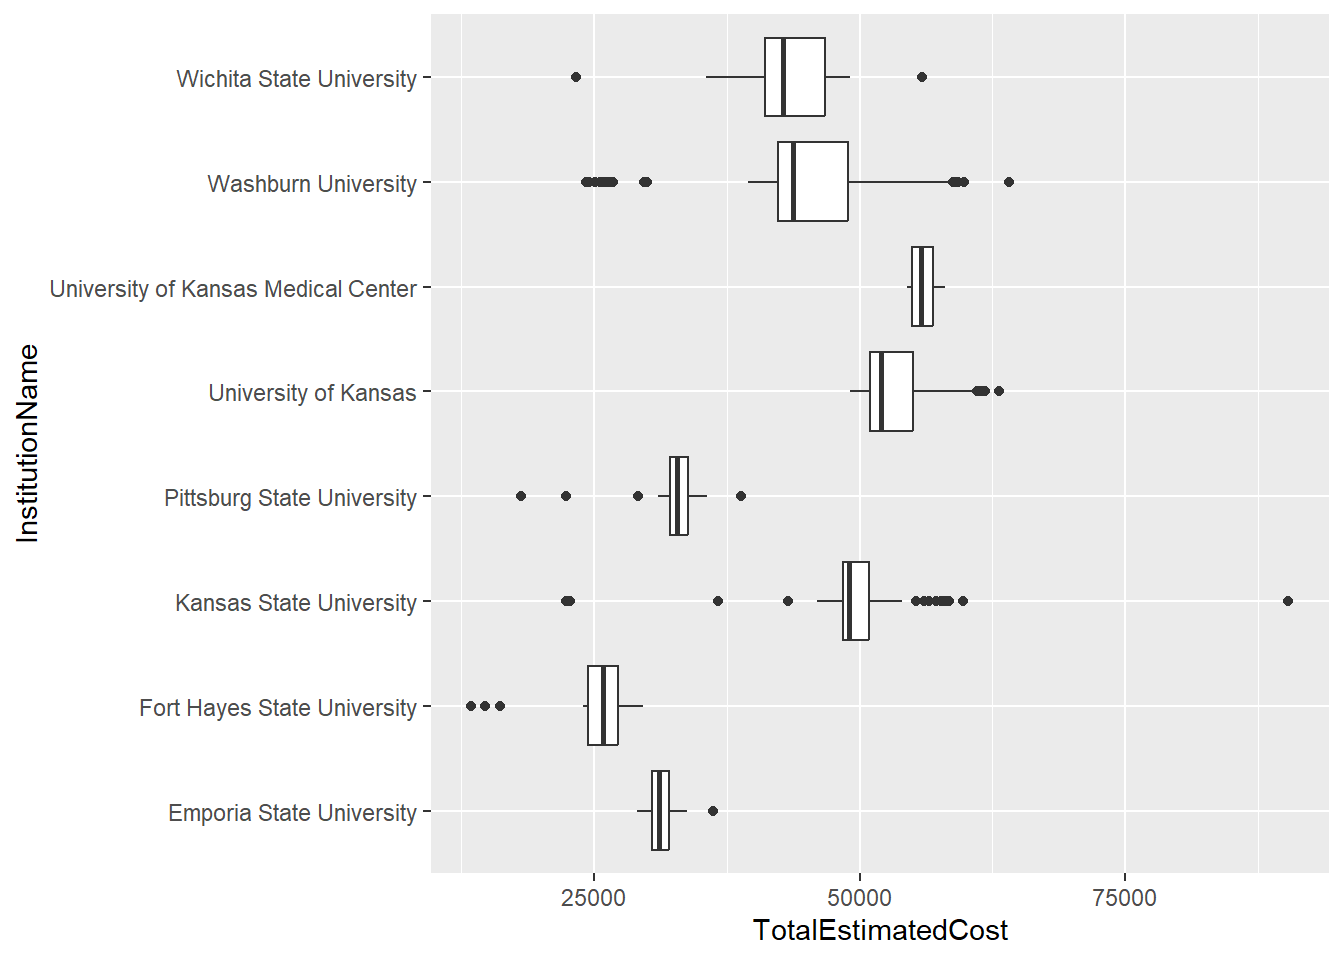 Wichita State University
Washburn University
University of Kansas Medical Center
University of Kansas
Pittsburg State University
Kansas State University
Fort Hayes State University
Emporia State University
InstitutionName
25000 50000 75000
TotalEstimatedCost